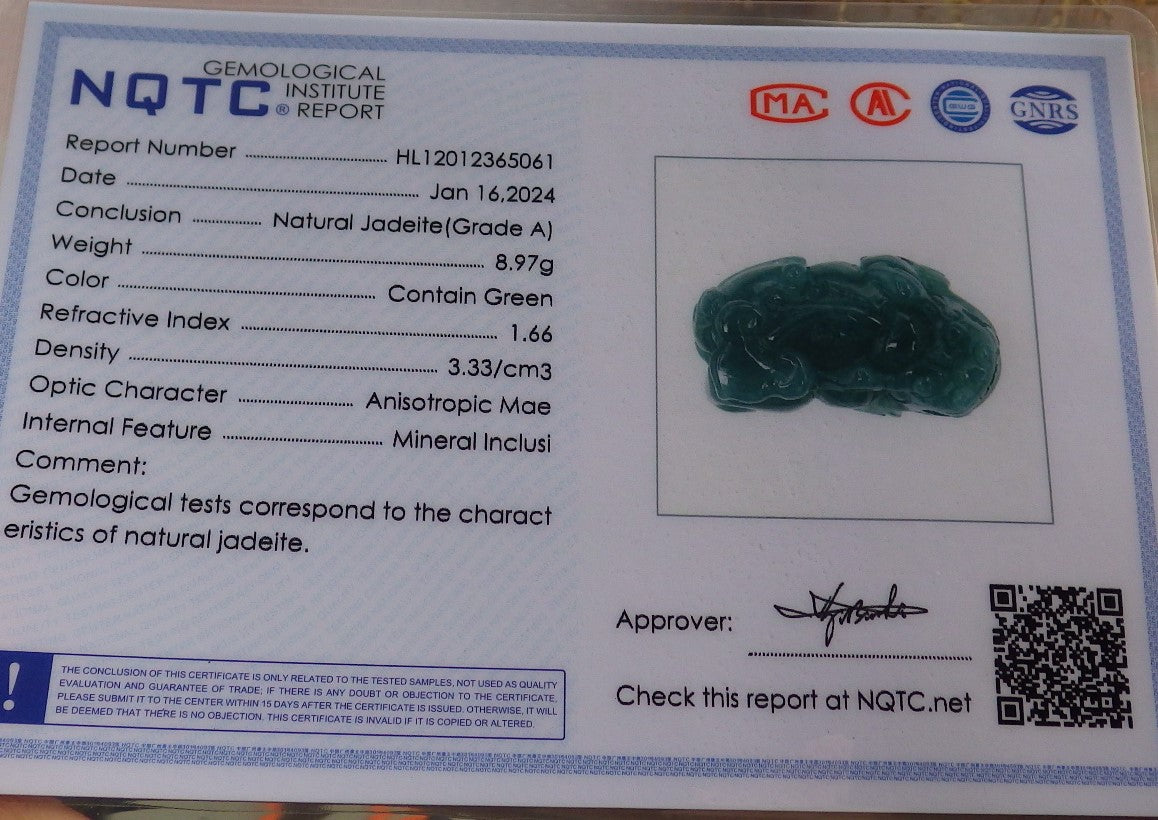 NQTC® GEMOLOGICAL
INSTITUTE
REPORT
MA
GNRS
Report Number HL12012365061
Date Jan 16,2024
Conclusion Natural Jadeite(Grade A)
Weight 8.97g
Color Contain Green
Refractive Index 1.66
Density 3.33/cm3
Optic Character Anisotropic Mae
Internal Feature Mineral Inclusi
Comment:
Gemological tests correspond to the charact
eristics of natural jadeite.
Approver:
Check this report at NQTC.net
!
THE CONCLUSION OF THIS CERTIFICATE IS ONLY RELATED TO THE TESTED SAMPLES, NOT USED AS QUALITY
EVALUATION AND GUARANTEE OF TRADE; IF THERE IS ANY DOUBT OR OBJECTION TO THE CERTIFICATE,
PLEASE SUBMIT IT TO THE CENTER WITHIN 15 DAYS AFTER THE CERTIFICATE IS ISSUED. OTHERWISE, IT WILL
BE DEEMED THAT THERE IS NO OBJECTION. THIS CERTIFICATE IS INVALID IF IT IS COPIED OR ALTERED.